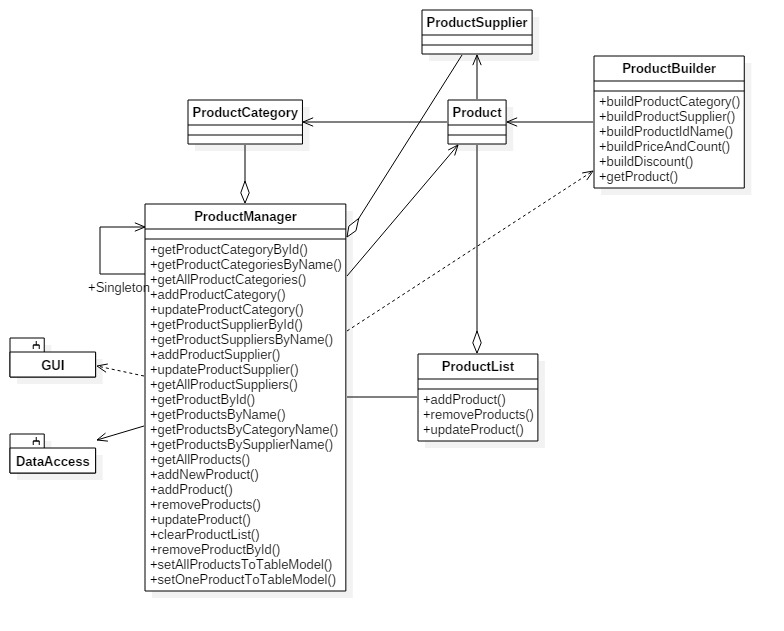 ProductSupplier
ProductBuilder
+buildProductCategory()
+buildProductSupplier()
+buildProductIdName()
+buildPriceAndCount()
+buildDiscount()
+getProduct()
ProductCategory
Product
ProductManager
+getProductCategoryById()
+getProductCategoriesByName()
+getAllProductCategories()
+addProductCategory()
+updateProductCategory()
+getProductSupplierById()
+getProductSuppliersByName()
+addProductSupplier()
+updateProductSupplier()
+getAllProductSuppliers()
+getProductById()
+getProductsByName()
+getProductsByCategoryName()
+getProductsBySupplierName()
+getAllProducts()
+addNewProduct()
+addProduct()
+removeProducts()
+updateProduct()
+clearProductList()
+removeProductById()
+setAllProductsToTableModel()
+setOneProductToTableModel()
+Singleton
GUI
DataAccess
ProductList
+addProduct()
+removeProducts()
+updateProduct()